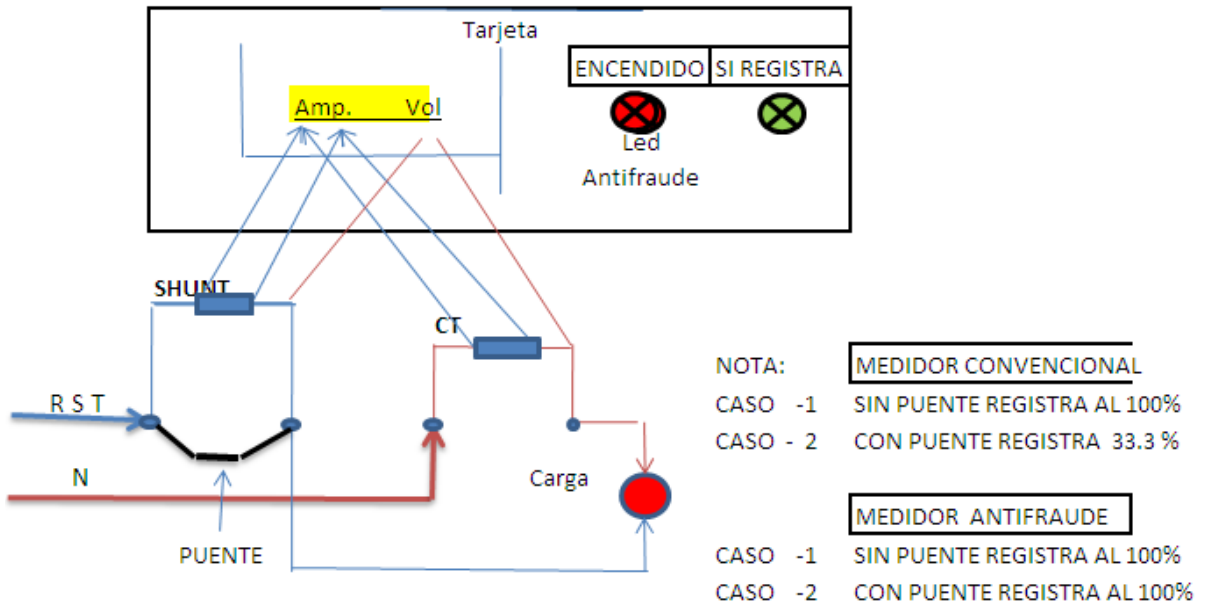 Tarjeta
ENCENDIDO SI REGISTRA
Amp. Vol
Led
Antifraude
SHUNT
CT
R S T
N
PUENTE
Carga
NOTA: MEDIDOR CONVENCIONAL
CASO -1 SIN PUENTE REGISTRA AL 100%
CASO - 2 CON PUENTE REGISTRA 33.3 %
MEDIDOR ANTIFRAUDE
CASO -1 SIN PUENTE REGISTRA AL 100%
CASO -2 CON PUENTE REGISTRA AL 100%